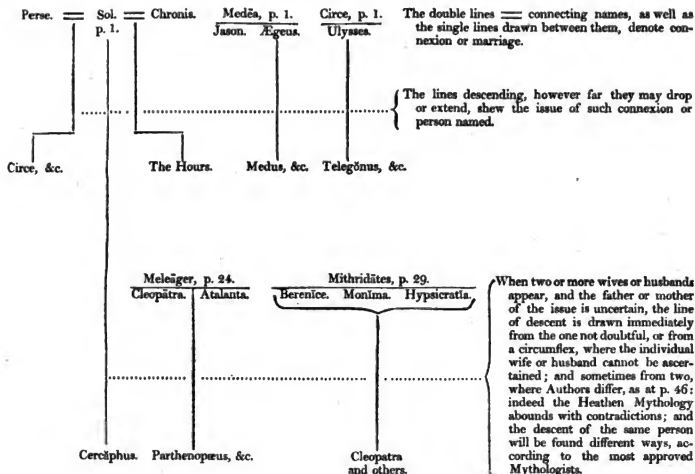 Perse. Sol. Chronis. Medēa, p. 1. Circe, p. 1.
p. 1. Jason. Ægeus. Ulysses.
The double lines connecting names, as well as
the single lines drawn between them, denote con-
nexion or marriage.
The lines descending, however far they may drop
or extend, shew the issue of such connexion or
person named.
Circe, &c. The Hours. Medus, &c. Telegŏnus, &c.
Meleāger, p. 24. Mithridātes, p. 29.
Cleopātra. Atalanta. Berenīce. Monīma. Hypsicratīa.
When two or more wives or husbands
appear, and the father or mother
of the issue is uncertain, the line
of descent is drawn immediately
from the one not doubtful, or from
a circumflex, where the individual
wife or husband cannot be ascer-
tained; and sometimes from two,
where Authors differ, as at p. 46:
indeed the Heathen Mythology
abounds with contradictions; and
the descent of the same person
will be found different ways, ac-
cording to the most approved
Mythologists.
Cercăphus. Parthenopæus, &c. Cleopatra
and others.